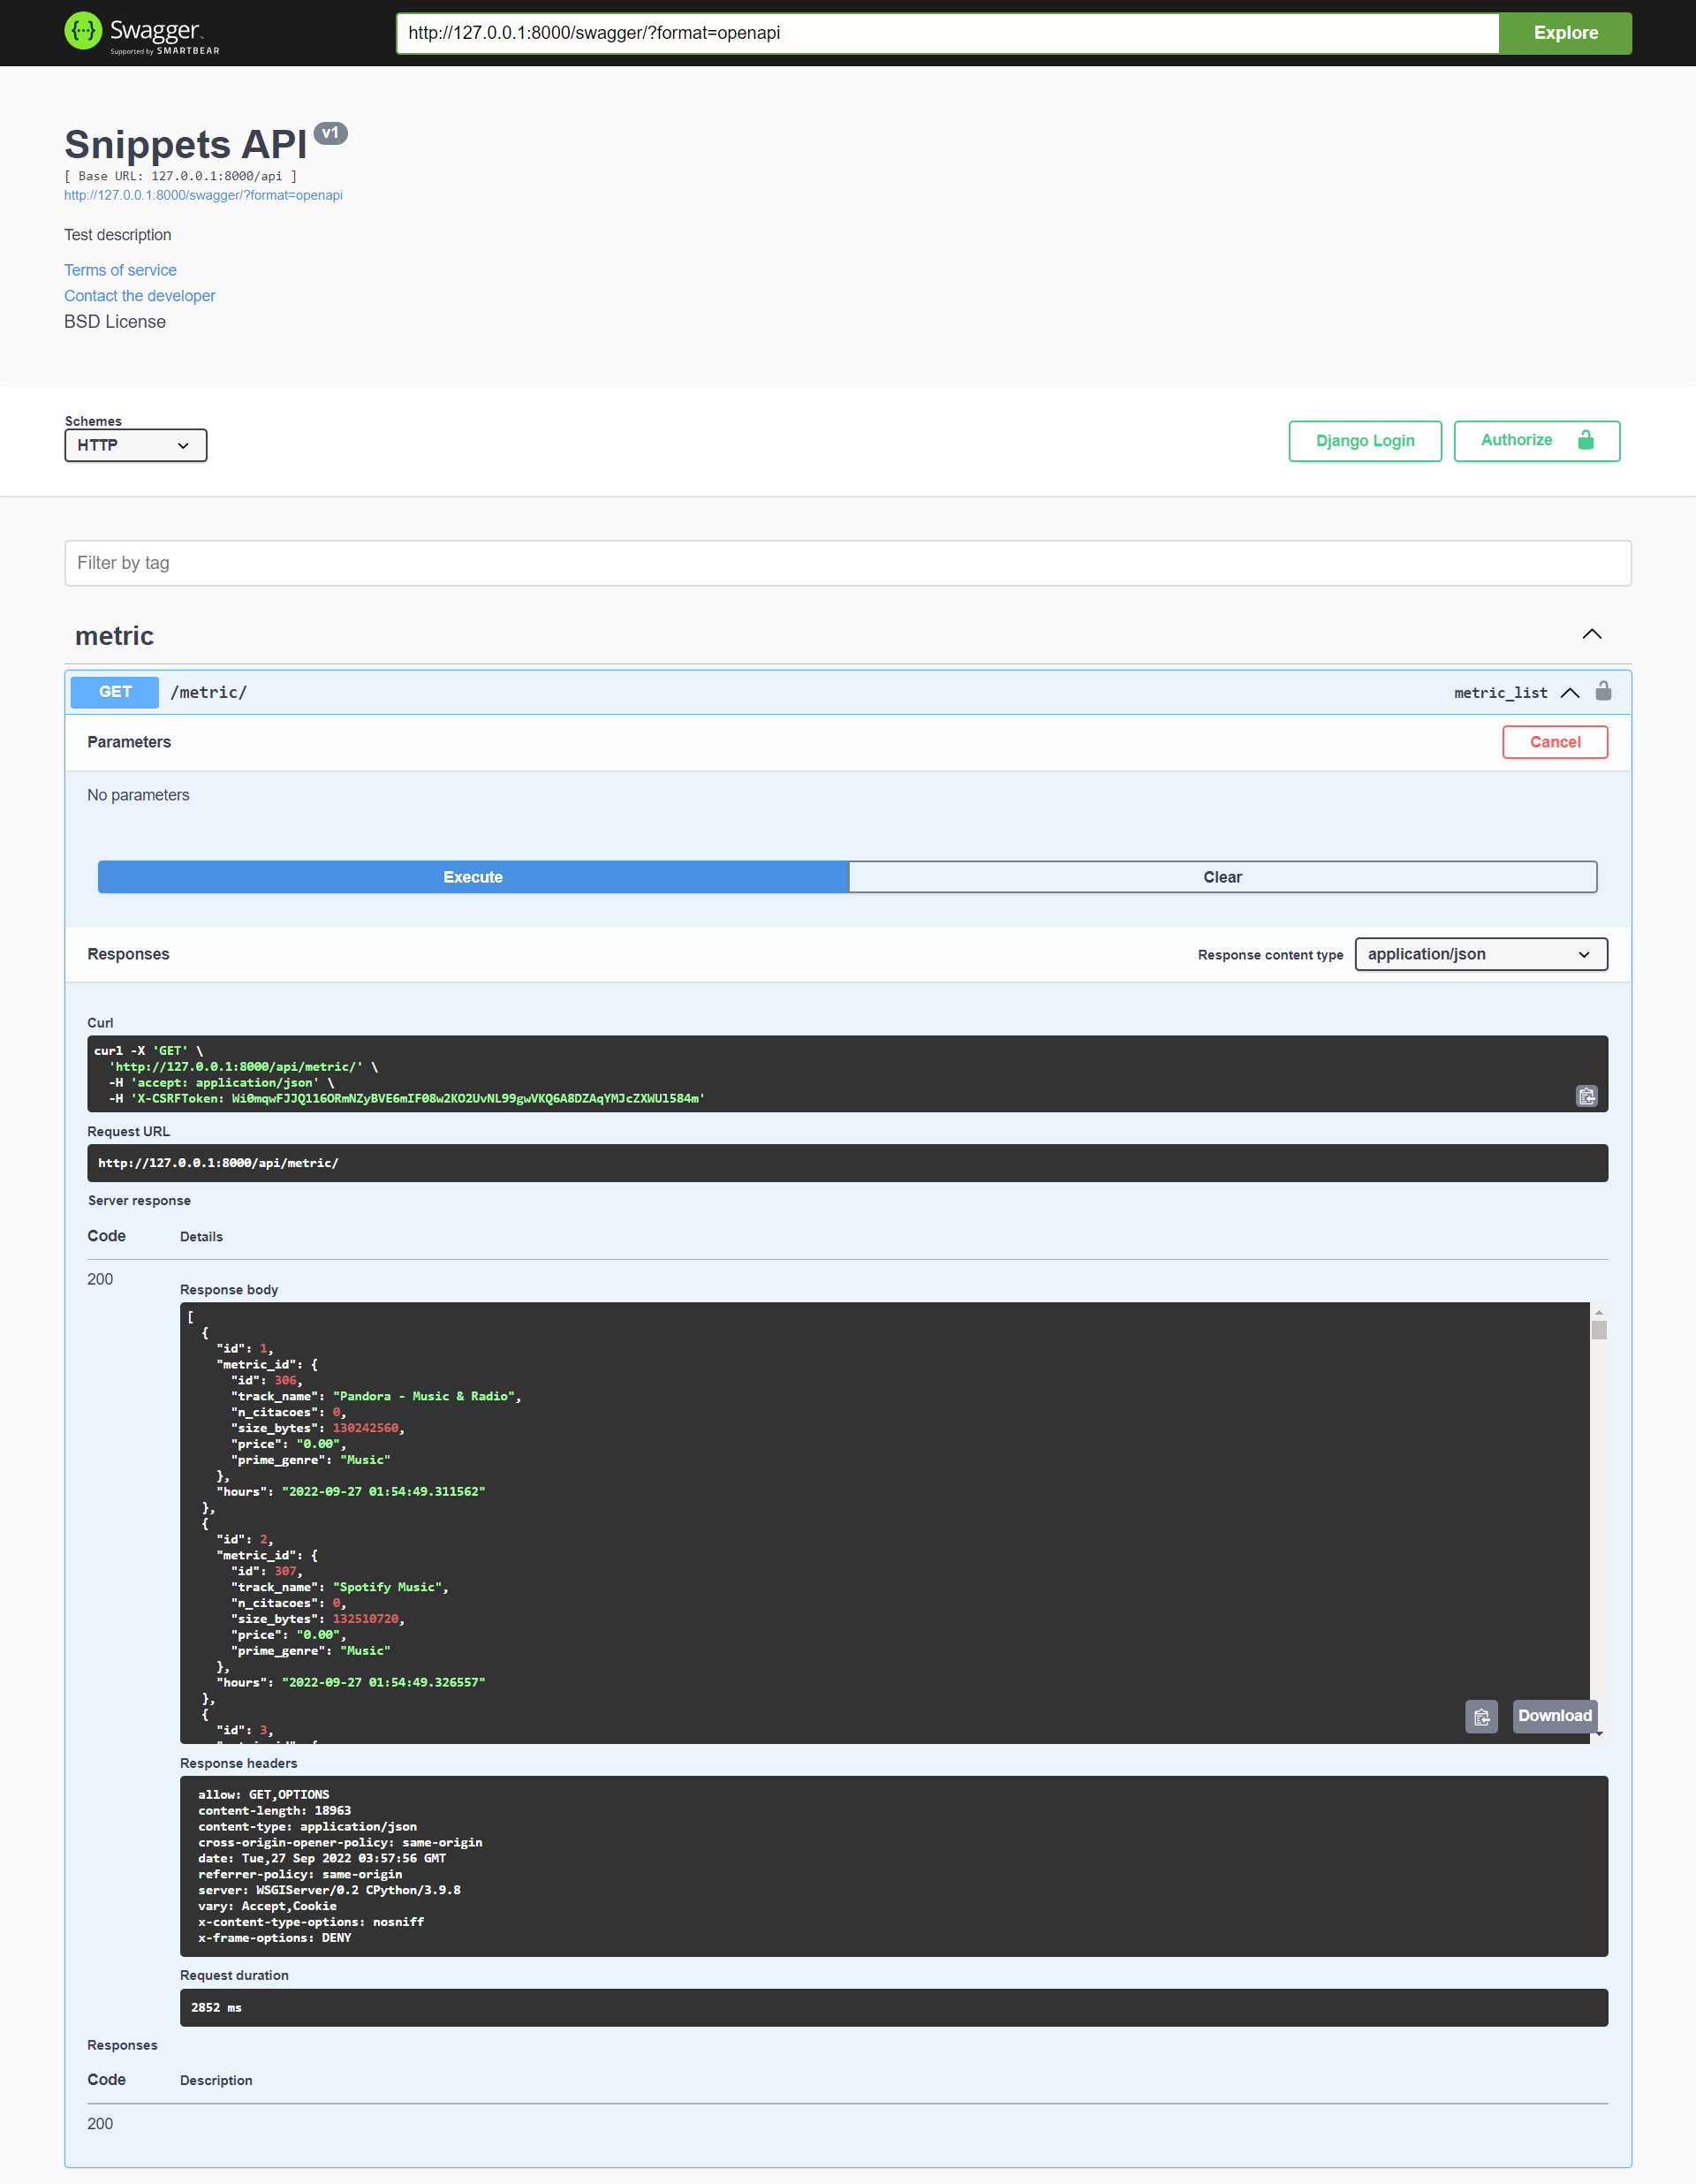 Swagger
Supported by SMARTBEAR
http://127.0.0.1:8000/swagger/?format=openapi
Explore
Snippets API v1
[ Base URL: 127.0.0.1:8000/api ]
http://127.0.0.1:8000/swagger/?format=openapi
Test description
Terms of service
Contact the developer
BSD License
Schemes
HTTP
Django Login
Authorize
Filter by tag
metric
GET /metric/ metric_list
Parameters
Cancel
No parameters
Execute
Clear
Responses
Response content type
application/json
Curl
curl -X 'GET' \
'http://127.0.0.1:8000/api/metric/' \
-H 'accept: application/json' \
-H 'X-CSRFToken: Wi0mqwFJJQ116ORmNZyBVE6mIF08w2KO2UvNL99gwVKQ6A8DZAqYMJcZXWU1584m'
Request URL
http://127.0.0.1:8000/api/metric/
Server response
Code Details
200
Response body
[
{
"id": 1,
"metric_id": {
"id": 306,
"track_name": "Pandora - Music & Radio",
"n_citacoes": 0,
"size_bytes": 130242560,
"price": "0.00",
"prime_genre": "Music"
},
"hours": "2022-09-27 01:54:49.311562"
},
{
"id": 2,
"metric_id": {
"id": 307,
"track_name": "Spotify Music",
"n_citacoes": 0,
"size_bytes": 132510720,
"price": "0.00",
"prime_genre": "Music"
},
"hours": "2022-09-27 01:54:49.326557"
},
{
"id": 3,
Download
Response headers
allow: GET,OPTIONS
content-length: 18963
content-type: application/json
cross-origin-opener-policy: same-origin
date: Tue,27 Sep 2022 03:57:56 GMT
referrer-policy: same-origin
server: WSGIServer/0.2 CPython/3.9.8
vary: Accept,Cookie
x-content-type-options: nosniff
x-frame-options: DENY
Request duration
2852 ms
Responses
Code Description
200